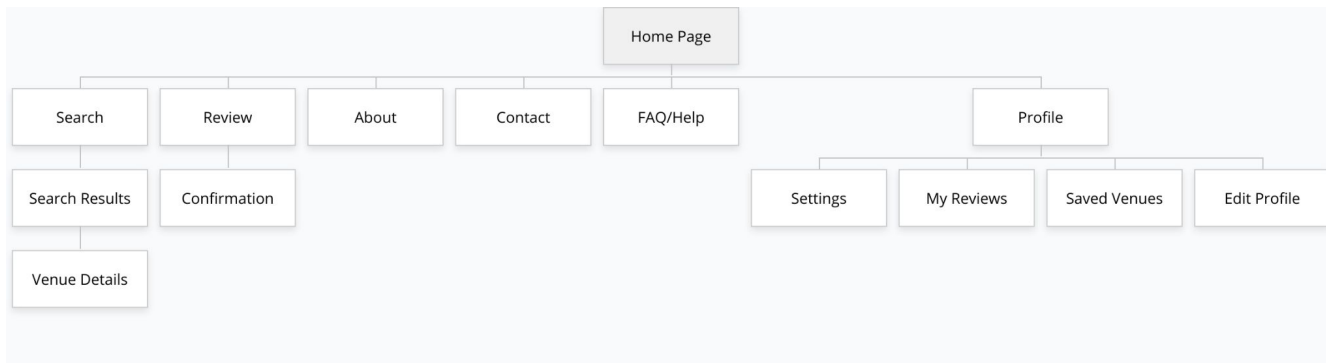 Home Page
Search
Review
About
Contact
FAQ/Help
Profile
Search Results
Confirmation
Settings
My Reviews
Saved Venues
Edit Profile
Venue Details